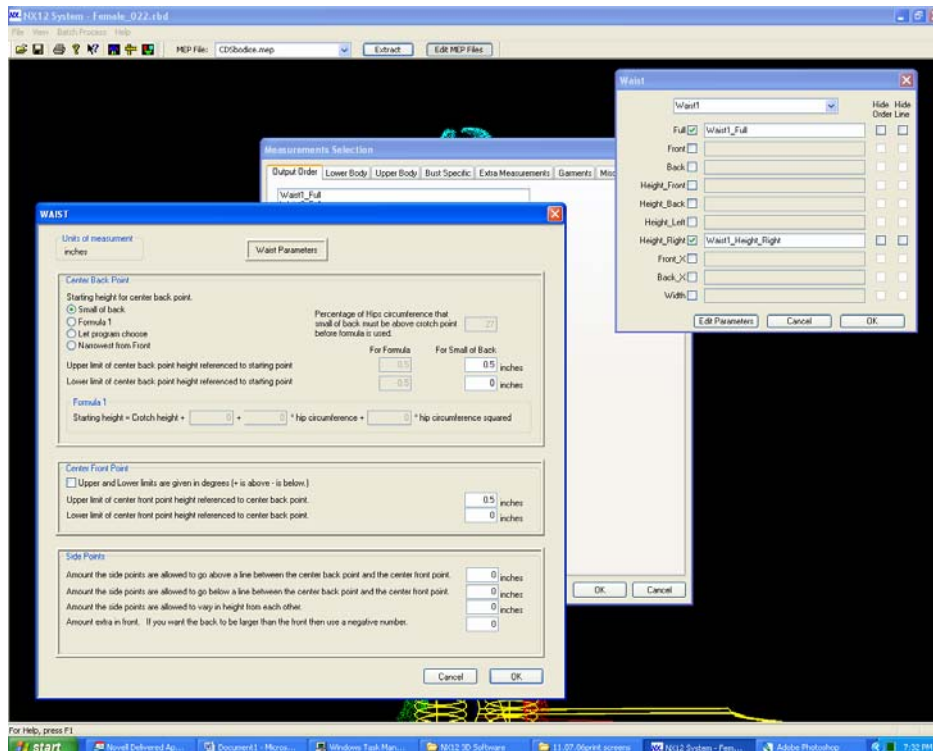 NX12 System - Female_022.rbd
File View Batch Process Help
MEP File: CDSbodice.mep Extract Edit MEP Files
Waist
Waist1 Hide Order Hide Line
Full Waist1_Full
Front
Back
Height_Front
Height_Back
Height_Left
Height_Right Waist1_Height_Right
Front_X
Back_X
Width
Edit Parameters Cancel OK
Measurements Selection
Output Order Lower Body Upper Body Bust Specific Extra Measurements Garments
Waist1_Full
WAIST
Units of measurement
inches
Waist Parameters
Center Back Point
Starting height for center back point.
Small of back
Formula 1
Let program choose
Narrowest from Front
Percentage of Hips circumference that
small of back must be above crotch point 27
before formula is used.
For Formula For Small of Back
Upper limit of center back point height referenced to starting point 0.5 0.5 inches
Lower limit of center back point height referenced to starting point -0.5 0 inches
Formula 1
Starting height = Crotch height + 0 + 0 * hip circumference + 0 * hip circumference squared
Center Front Point
Upper and Lower limits are given in degrees (+ is above - is below.)
Upper limit of center front point height referenced to center back point. 0.5 inches
Lower limit of center front point height referenced to center back point. 0 inches
Side Points
Amount the side points are allowed to go above a line between the center back point and the center front point. 0 inches
Amount the side points are allowed to go below a line between the center back point and the center front point. 0 inches
Amount the side points are allowed to vary in height from each other. 0 inches
Amount extra in front. If you want the back to be larger than the front then use a negative number. 0
Cancel OK
OK Cancel
For Help, press F1
start Novell Delivered Ap... Document1 - Micros... Windows Task Man... NX12 3D Software 11.07.06print screens NX12 System - Fem... Adobe Photoshop 7:32 PM